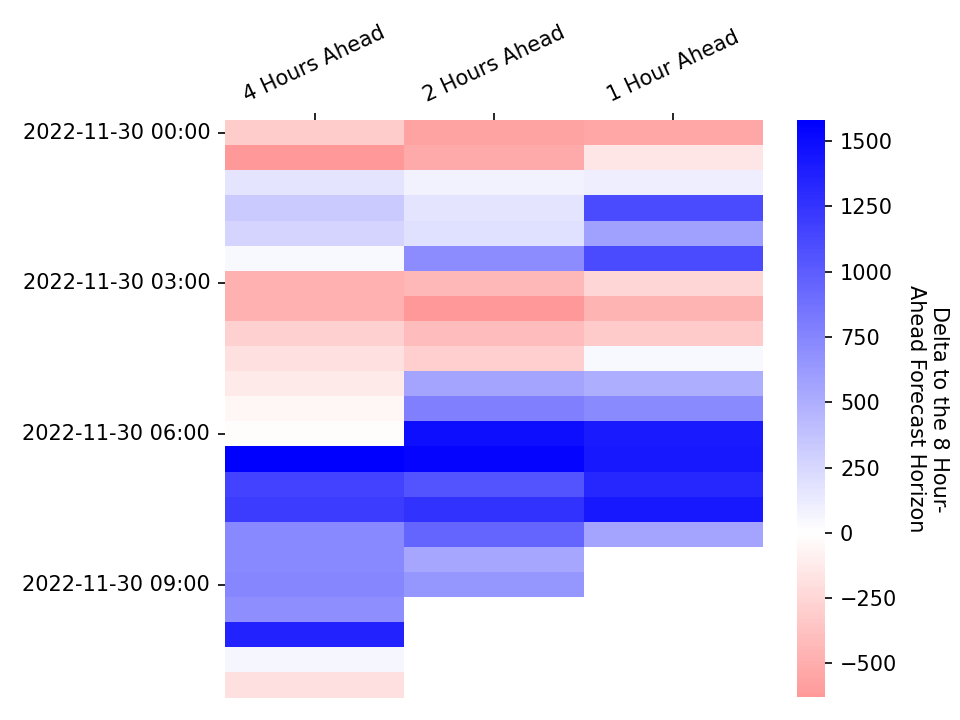 4 Hours Ahead
2 Hours Ahead
1 Hour Ahead
2022-11-30 00:00
2022-11-30 03:00
2022-11-30 06:00
2022-11-30 09:00
1500
1250
1000
750
500
250
0
−250
−500
Delta to the 8 Hour-
Ahead Forecast Horizon